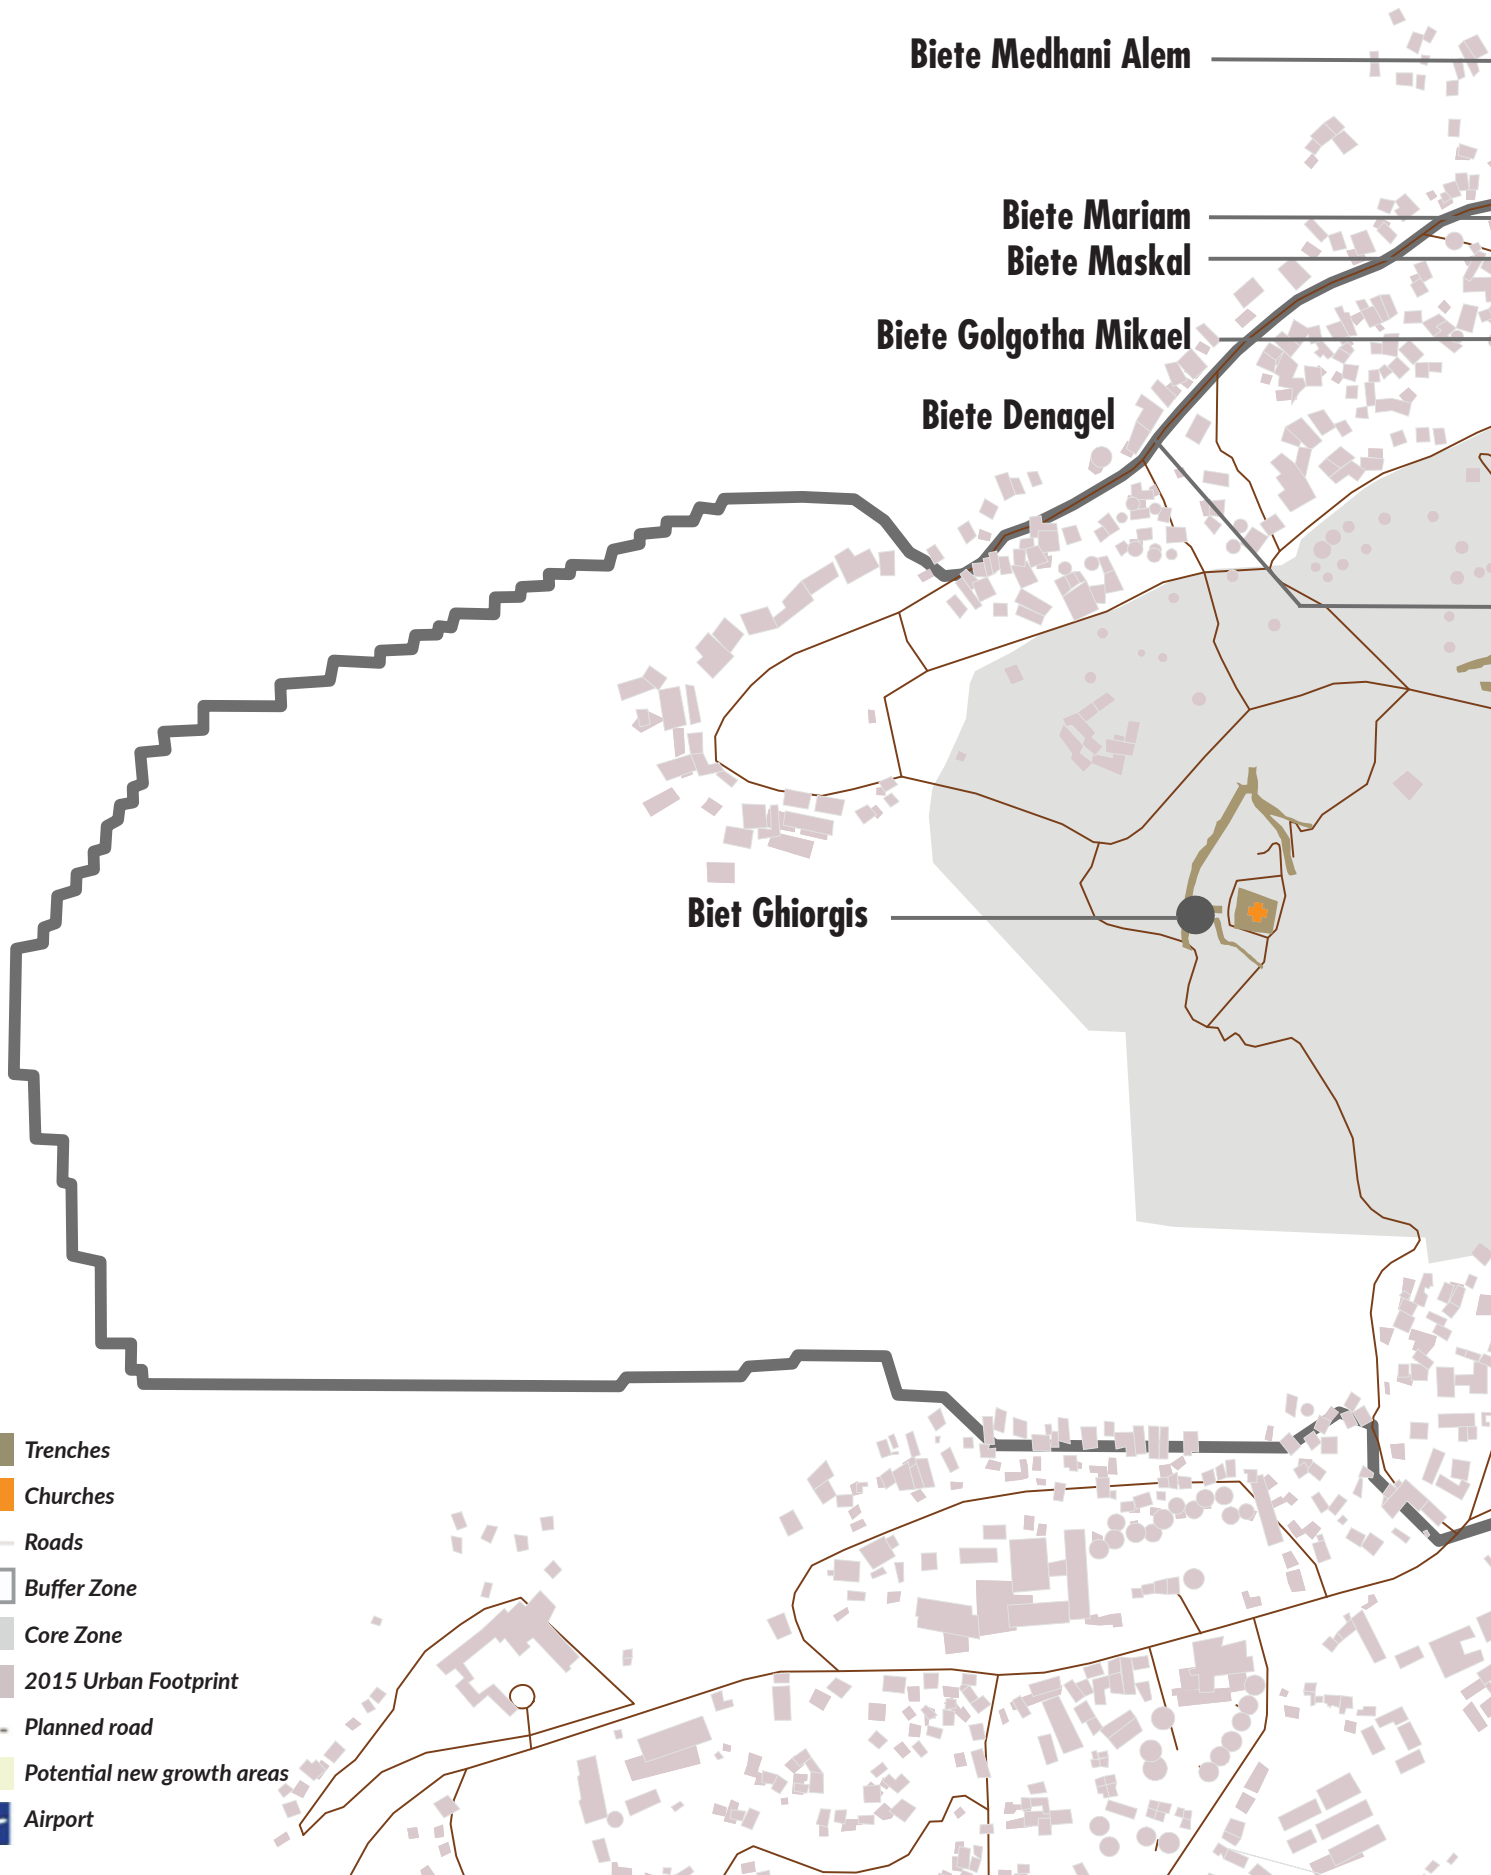 Biete Medhani Alem
Biete Mariam
Biete Maskal
Biete Golgotha Mikael
Biete Denagel
Biet Ghiorgis
Trenches
Churches
Roads
Buffer Zone
Core Zone
2015 Urban Footprint
Planned road
Potential new growth areas
Airport